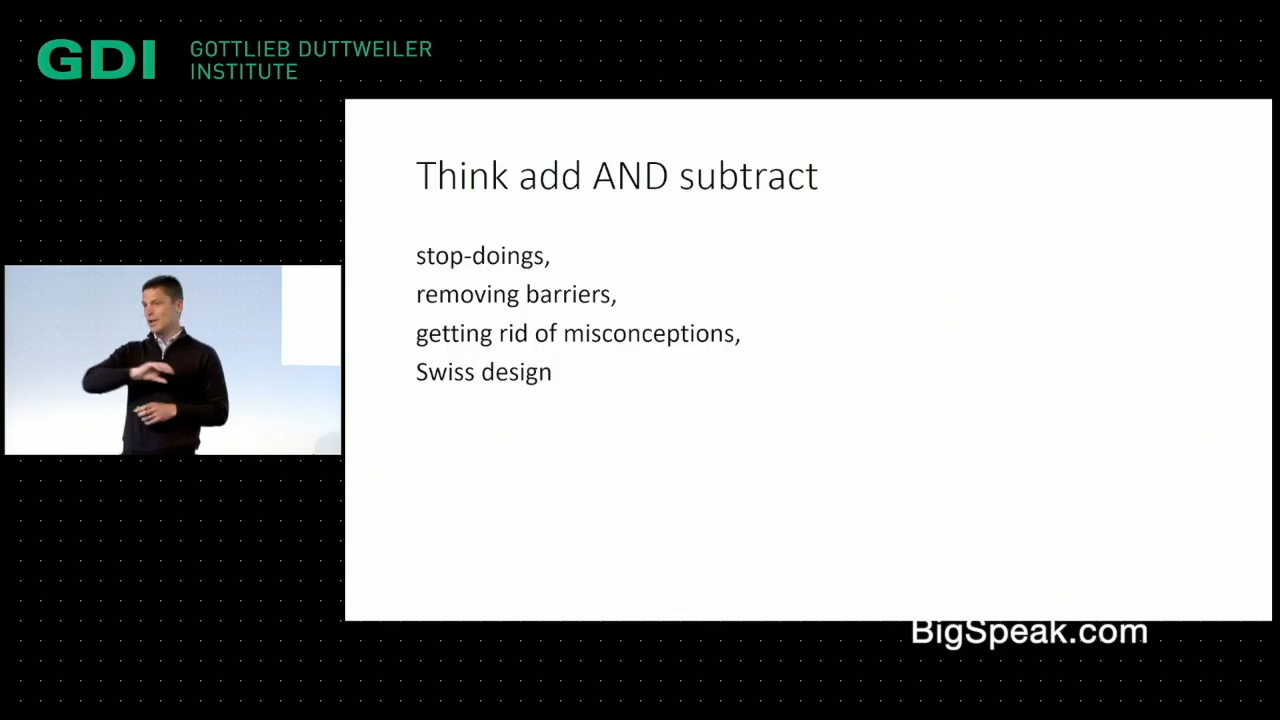 GDI
GOTTLIEB DUTTWEILER
INSTITUTE
Think add AND subtract
stop-doings,
removing barriers,
getting rid of misconceptions,
Swiss design
BigSpeak.com